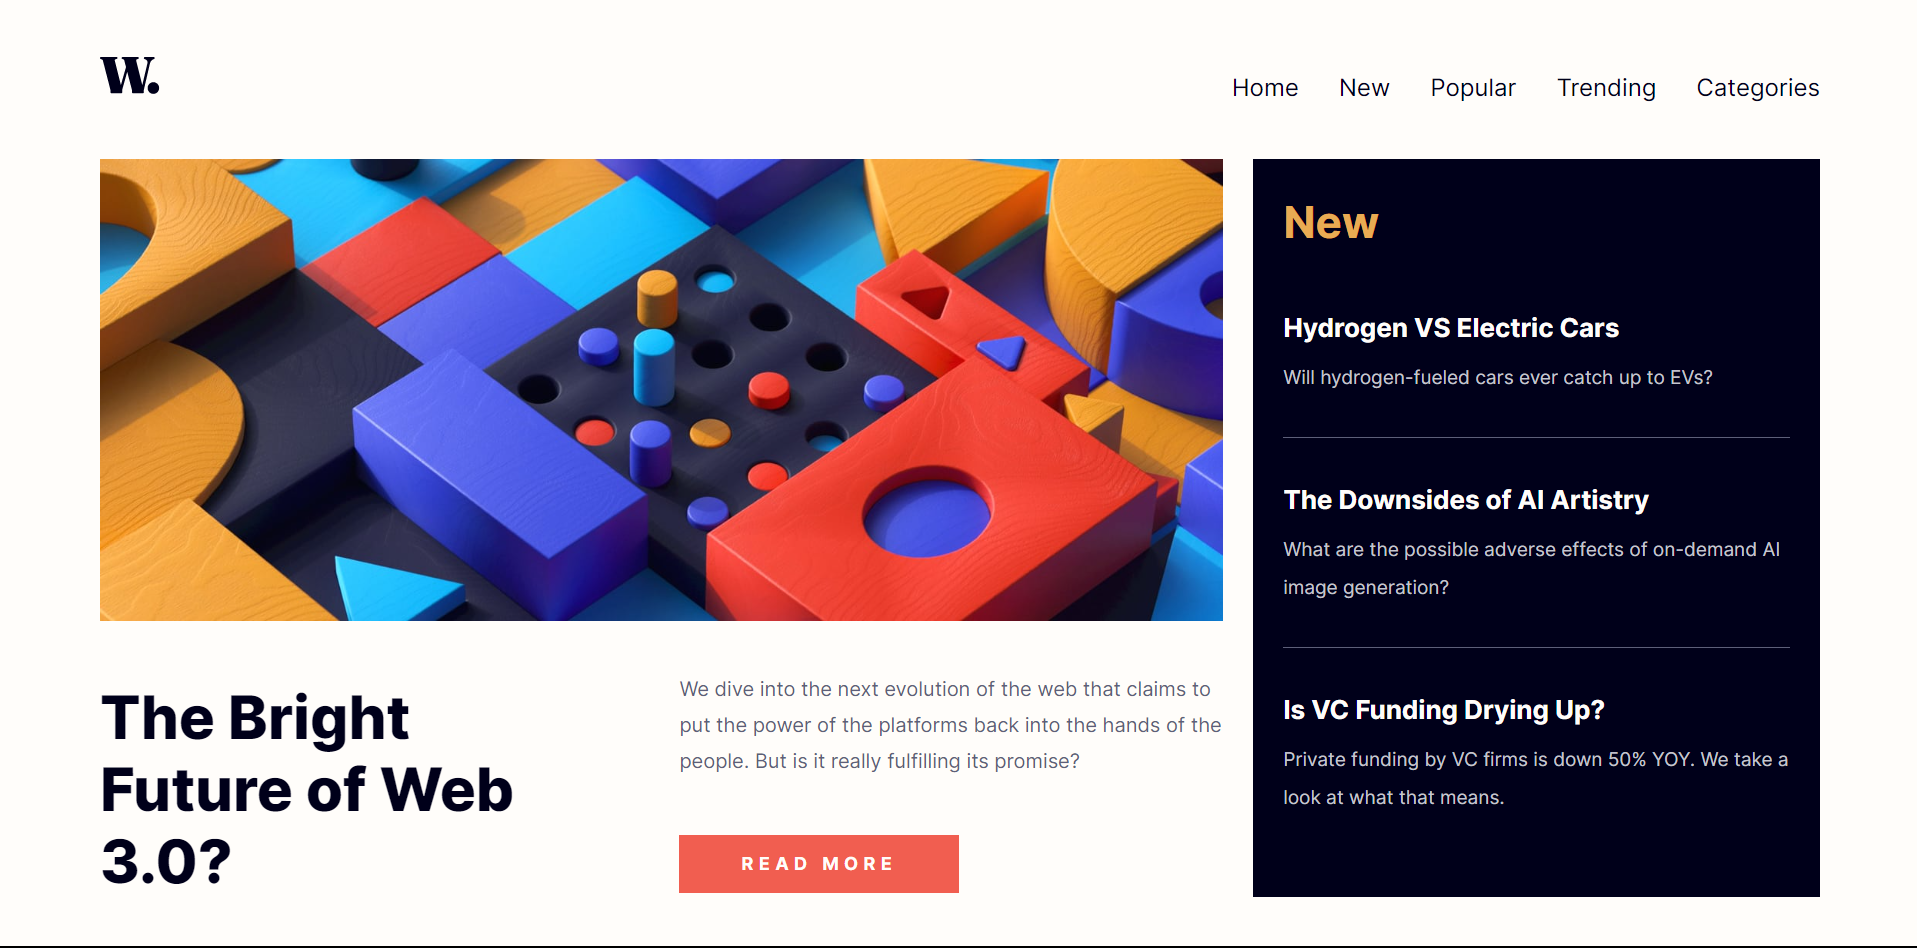 W.
Home New Popular Trending Categories
The Bright
Future of Web
3.0?
We dive into the next evolution of the web that claims to
put the power of the platforms back into the hands of the
people. But is it really fulfilling its promise?
READ MORE
New
Hydrogen VS Electric Cars
Will hydrogen-fueled cars ever catch up to EVs?
The Downsides of AI Artistry
What are the possible adverse effects of on-demand AI
image generation?
Is VC Funding Drying Up?
Private funding by VC firms is down 50% YOY. We take a
look at what that means.